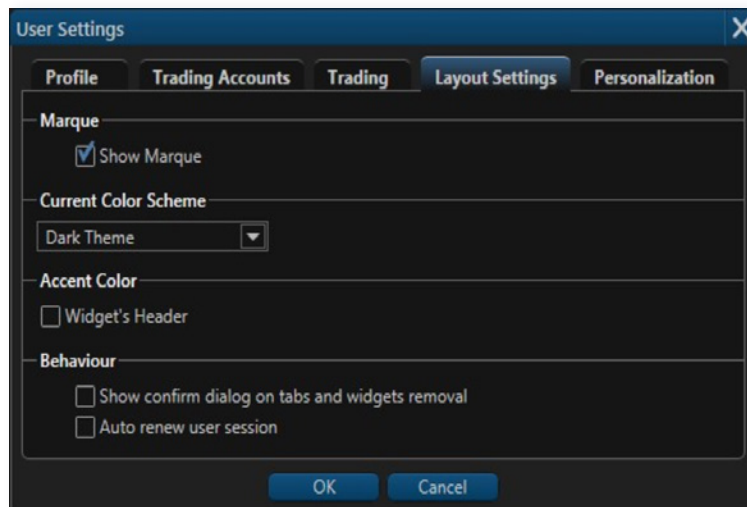 User Settings
Profile Trading Accounts Trading Layout Settings Personalization
Marque
Show Marque
Current Color Scheme
Dark Theme
Accent Color
Widget's Header
Behaviour
Show confirm dialog on tabs and widgets removal
Auto renew user session
OK Cancel